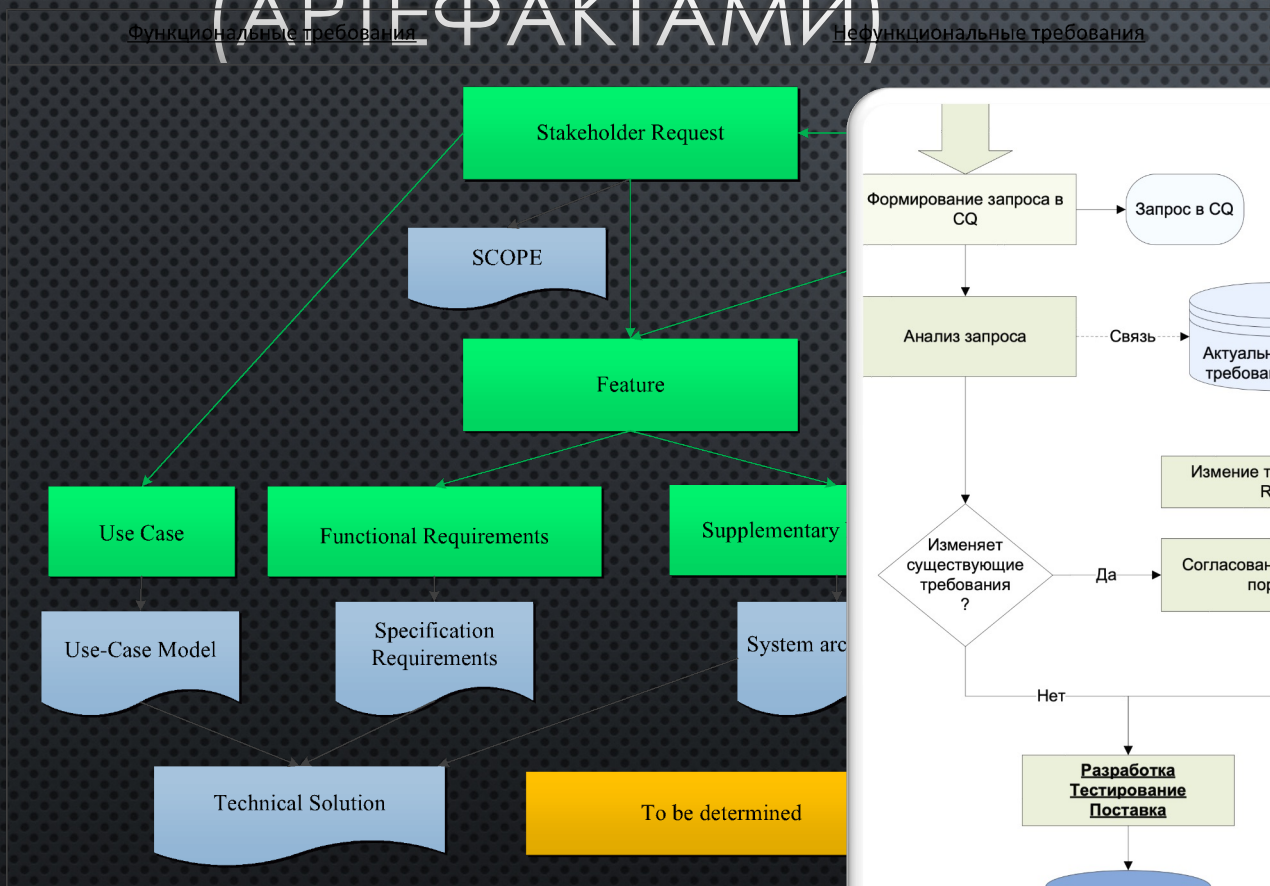 (АРТЕФАКТАМИ)
Функциональные требования
Нефункциональные требования
Stakeholder Request
SCOPE
Feature
Use Case
Functional Requirements
Supplementary
Use-Case Model
Specification
Requirements
System arc
Technical Solution
To be determined
Формирование запроса в
CQ
Запрос в CQ
Анализ запроса
Связь
Актуальн
требова
Измение т
R
Изменяет
существующие
требования
?
Да
Согласован
пор
Нет
Разработка
Тестирование
Поставка